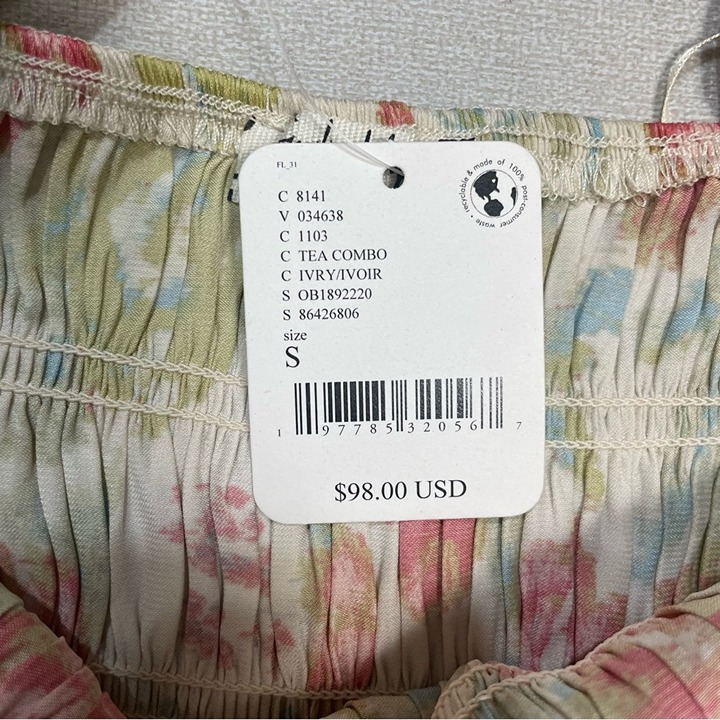 FL_31
recyclable & made of 100% post-consumer waste
C 8141
V 034638
C 1103
C TEA COMBO
C IVRY/IVOIR
S OB1892220
S 86426806
size
S
1 97785 32056 7
$98.00 USD